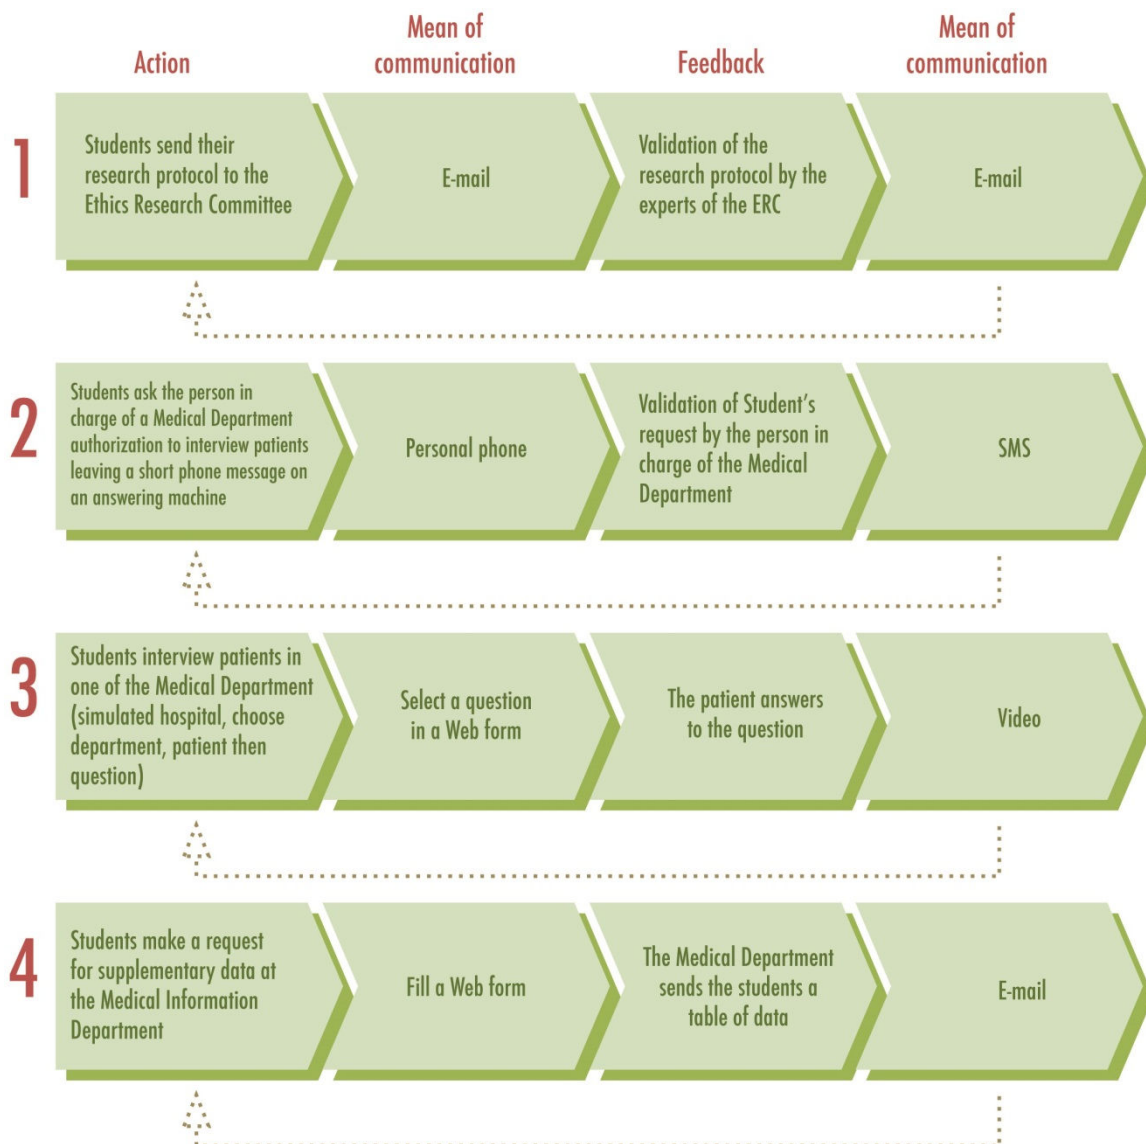 Action
Mean of
communication
Feedback
Mean of
communication
1
Students send their
research protocol to the
Ethics Research Committee
E-mail
Validation of the
research protocol by the
experts of the ERC
E-mail
2
Students ask the person in
charge of a Medical Department
authorization to interview patients
leaving a short phone message on
an answering machine
Personal phone
Validation of Student's
request by the person in
charge of the Medical
Department
SMS
3
Students interview patients in
one of the Medical Department
(simulated hospital, choose
department, patient then
question)
Select a question
in a Web form
The patient answers
to the question
Video
4
Students make a request
for supplementary data at
the Medical Information
Department
Fill a Web form
The Medical Department
sends the students a
table of data
E-mail